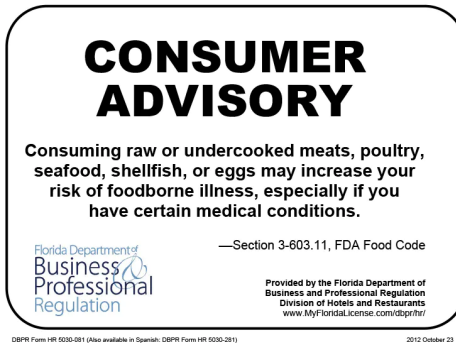 CONSUMER
ADVISORY
Consuming raw or undercooked meats, poultry,
seafood, shellfish, or eggs may increase your
risk of foodborne illness, especially if you
have certain medical conditions.
—Section 3-603.11, FDA Food Code
Florida Department of
Business &
Professional
Regulation
Provided by the Florida Department of
Business and Professional Regulation
Division of Hotels and Restaurants
www.MyFloridaLicense.com/dbpr/hr/
DBPR Form HR 5030-081 (Also available in Spanish: DBPR Form HR 5030-281)
2012 October 23